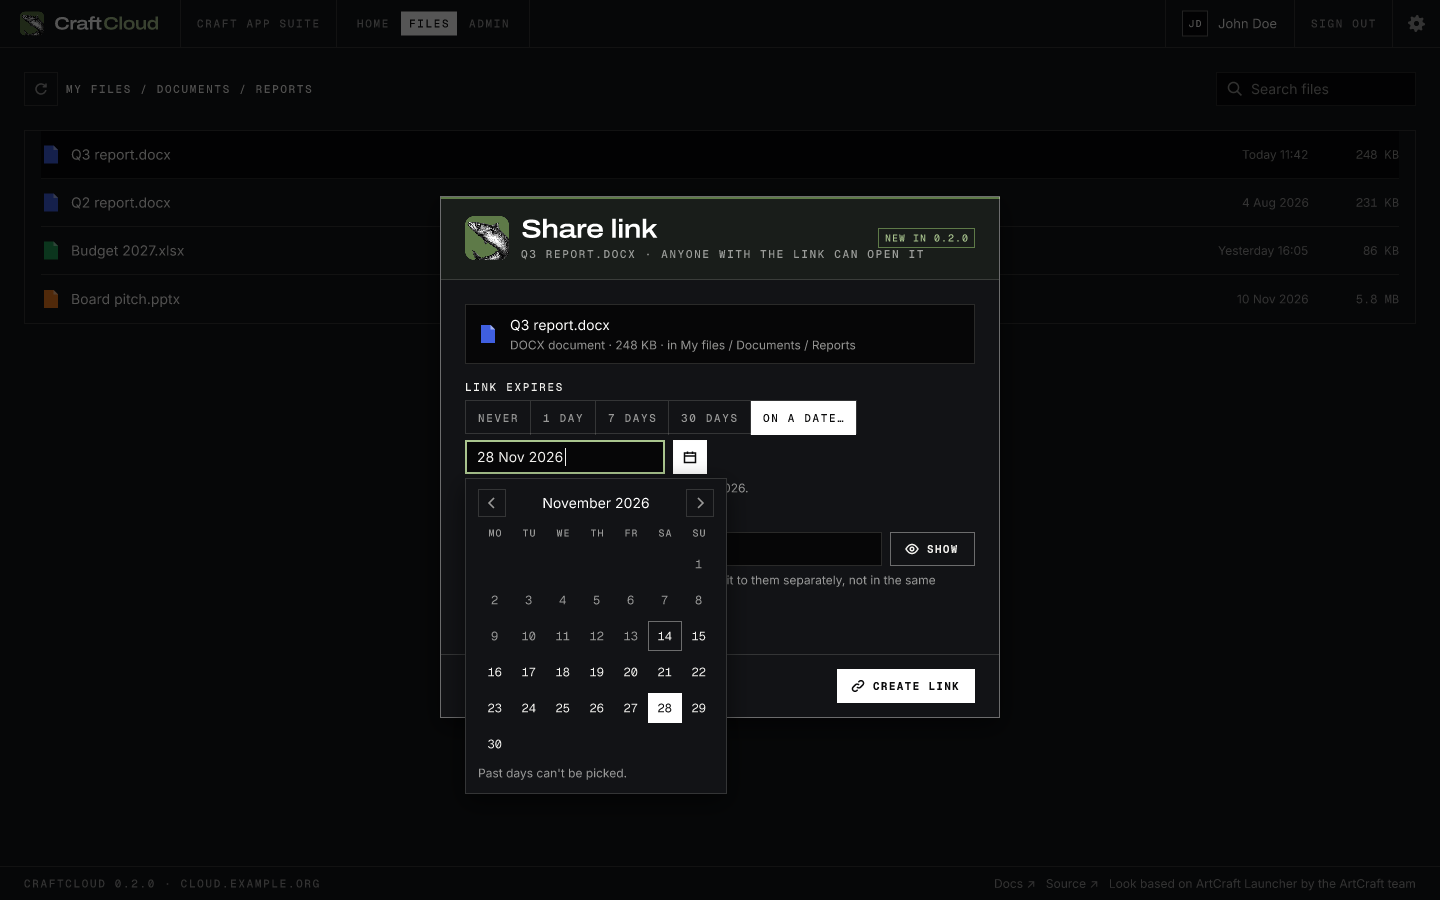 CraftCloud CRAFT APP SUITE HOME FILES ADMIN JD John Doe SIGN OUT
MY FILES / DOCUMENTS / REPORTS Search files
Q3 report.docx Today 11:42 248 KB
Q2 report.docx 4 Aug 2026 231 KB
Budget 2027.xlsx Yesterday 16:05 86 KB
Board pitch.pptx 10 Nov 2026 5.8 MB
Share link
NEW IN 0.2.0
Q3 REPORT.DOCX · ANYONE WITH THE LINK CAN OPEN IT
Q3 report.docx
DOCX document · 248 KB · in My files / Documents / Reports
LINK EXPIRES
NEVER 1 DAY 7 DAYS 30 DAYS ON A DATE…
28 Nov 2026
026.
November 2026
MO TU WE TH FR SA SU
1
2 3 4 5 6 7 8
9 10 11 12 13 14 15
16 17 18 19 20 21 22
23 24 25 26 27 28 29
30
Past days can't be picked.
SHOW
it to them separately, not in the same
CREATE LINK
CRAFTCLOUD 0.2.0 · CLOUD.EXAMPLE.ORG Docs ↗ Source ↗ Look based on ArtCraft Launcher by the ArtCraft team